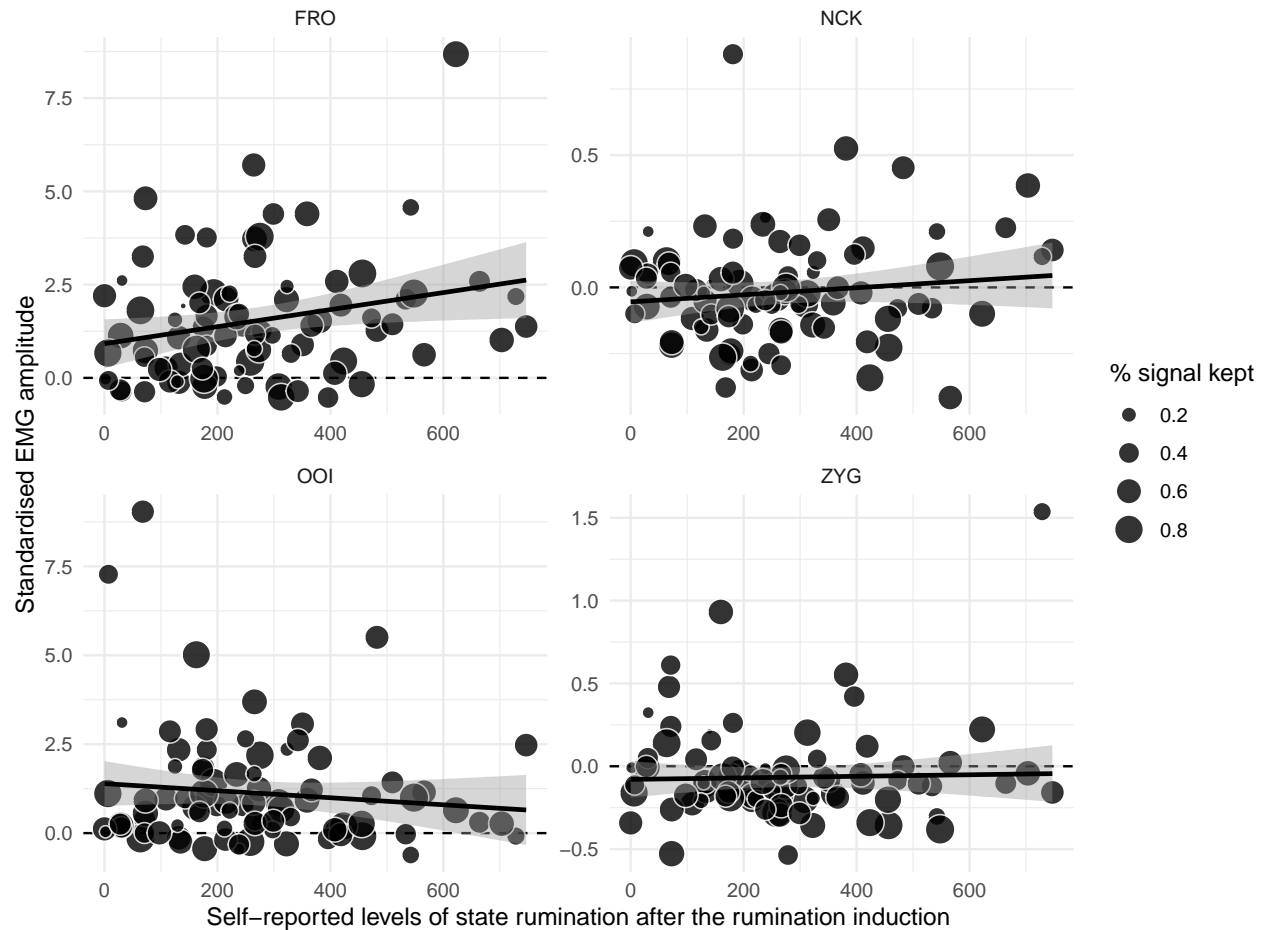 FRO
NCK
7.5
5.0
2.5
0.0
0 200 400 600
0.5
0.0
0 200 400 600
OOI
ZYG
7.5
5.0
2.5
0.0
0 200 400 600
1.5
1.0
0.5
0.0
−0.5
0 200 400 600
Standardised EMG amplitude
Self−reported levels of state rumination after the rumination induction
% signal kept
0.2
0.4
0.6
0.8